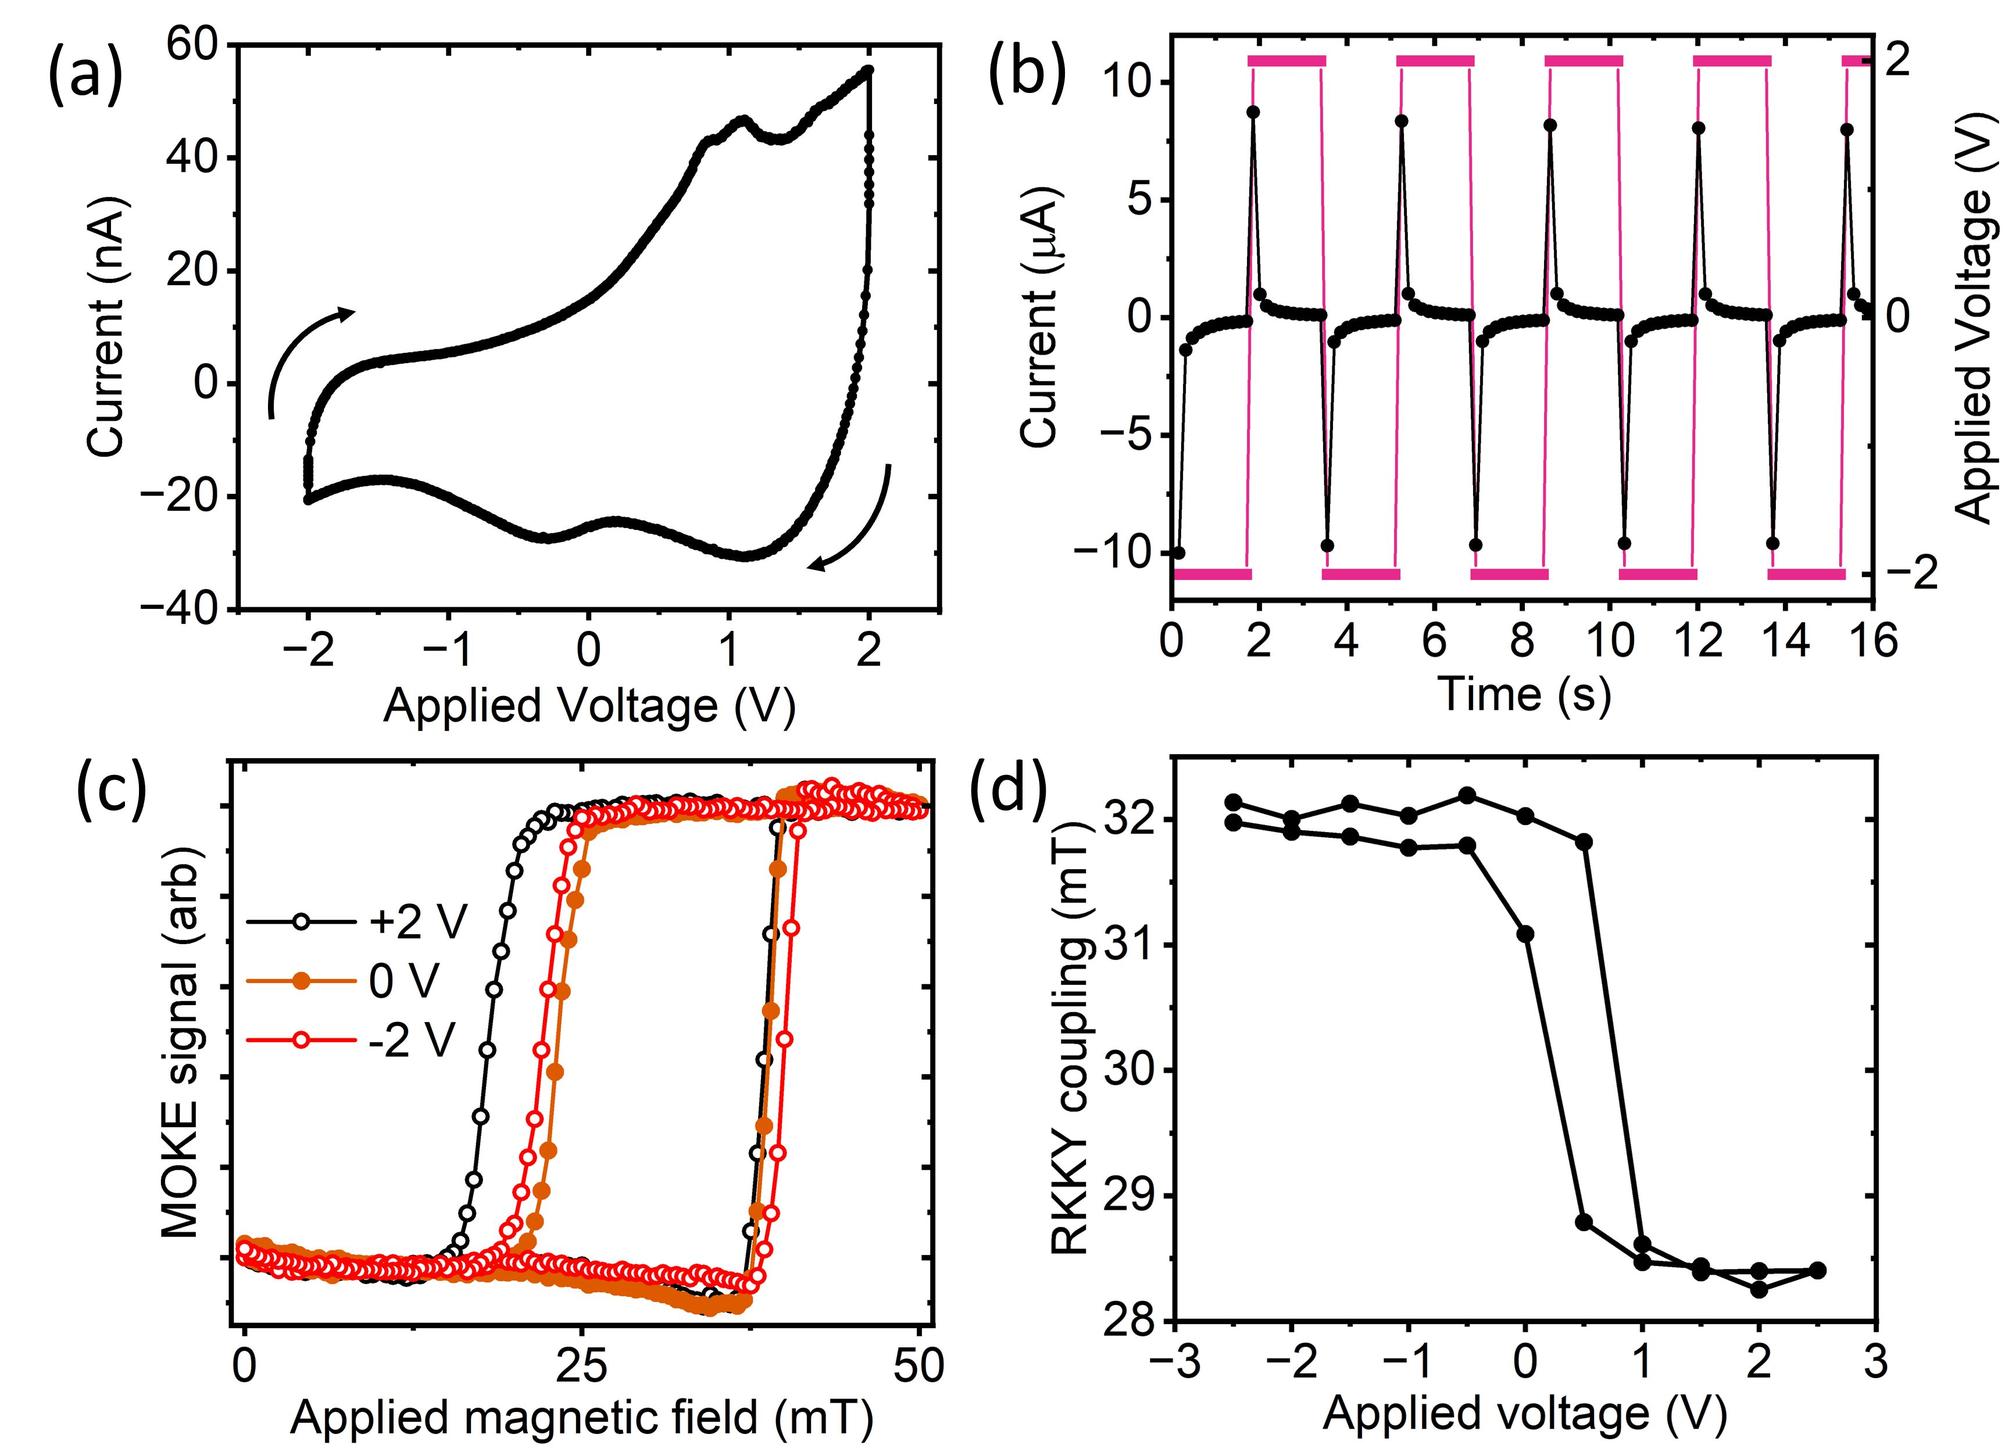 (a)
60
40
20
0
−20
−40
Current (nA)
−2 −1 0 1 2
Applied Voltage (V)
(b)
10
5
0
−5
−10
Current (μA)
2
0
−2
Applied Voltage (V)
0 2 4 6 8 10 12 14 16
Time (s)
(c)
MOKE signal (arb)
+2 V
0 V
-2 V
0 25 50
Applied magnetic field (mT)
(d)
32
31
30
29
28
RKKY coupling (mT)
−3 −2 −1 0 1 2 3
Applied voltage (V)